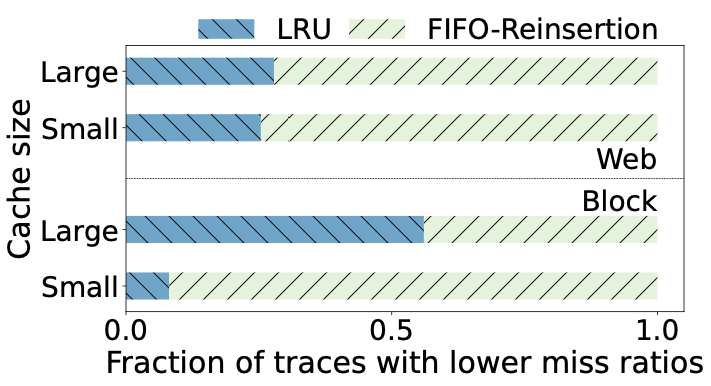 LRU FIFO-Reinsertion
Cache size
Large
Small
Web
Block
Large
Small
0.0 0.5 1.0
Fraction of traces with lower miss ratios